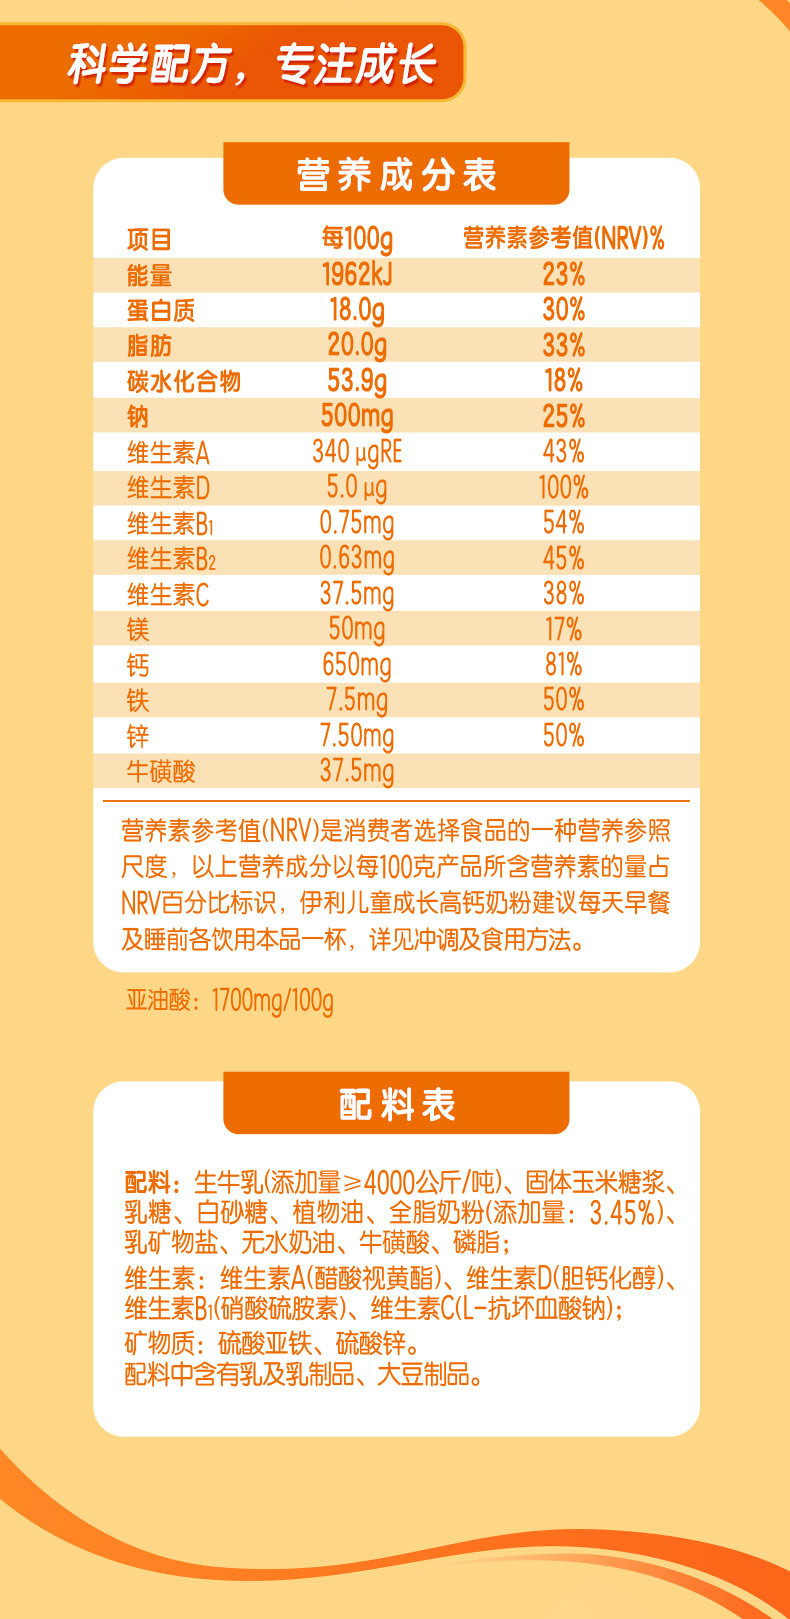 科学配方，专注成长
营养成分表
项目 每100g 营养素参考值(NRV)%
能量 1962kJ 23%
蛋白质 18.0g 30%
脂肪 20.0g 33%
碳水化合物 53.9g 18%
钠 500mg 25%
维生素A 340 μgRE 43%
维生素D 5.0 μg 100%
维生素B1 0.75mg 54%
维生素B2 0.63mg 45%
维生素C 37.5mg 38%
镁 50mg 17%
钙 650mg 81%
铁 7.5mg 50%
锌 7.50mg 50%
牛磺酸 37.5mg
营养素参考值(NRV)是消费者选择食品的一种营养参照
尺度，以上营养成分以每100克产品所含营养素的量占
NRV百分比标识，伊利儿童成长高钙奶粉建议每天早餐
及睡前各饮用本品一杯，详见冲调及食用方法。
亚油酸：1700mg/100g
配料表
配料：生牛乳(添加量≥4000公斤/吨)、固体玉米糖浆、
乳糖、白砂糖、植物油、全脂奶粉(添加量：3.45%)、
乳矿物盐、无水奶油、牛磺酸、磷脂；
维生素：维生素A(醋酸视黄酯)、维生素D(胆钙化醇)、
维生素B1(硝酸硫胺素)、维生素C(L-抗坏血酸钠)；
矿物质：硫酸亚铁、硫酸锌。
配料中含有乳及乳制品、大豆制品。